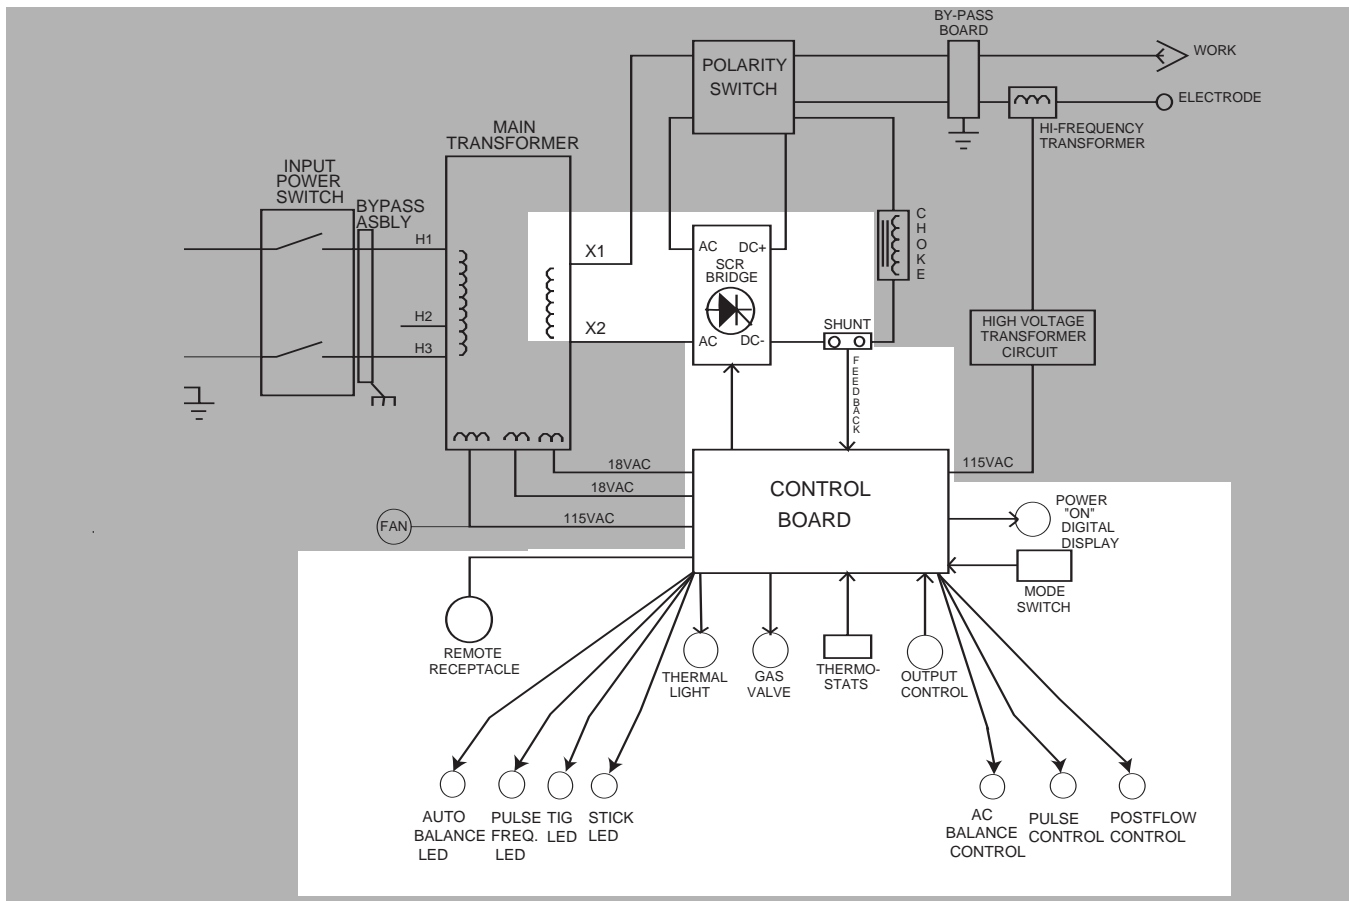 BY-PASS
BOARD
POLARITY
SWITCH
WORK
ELECTRODE
HI-FREQUENCY
TRANSFORMER
MAIN
TRANSFORMER
INPUT
POWER
SWITCH
BYPASS
ASBLY
H1
H2
H3
X1
X2
AC
DC+
SCR
BRIDGE
AC
DC-
CHOKE
SHUNT
FEEDBACK
HIGH VOLTAGE
TRANSFORMER
CIRCUIT
18VAC
18VAC
115VAC
115VAC
FAN
CONTROL
BOARD
POWER
"ON"
DIGITAL
DISPLAY
MODE
SWITCH
REMOTE
RECEPTACLE
THERMAL
LIGHT
GAS
VALVE
THERMO-
STATS
OUTPUT
CONTROL
AUTO
BALANCE
LED
PULSE
FREQ.
LED
TIG
LED
STICK
LED
AC
BALANCE
CONTROL
PULSE
CONTROL
POSTFLOW
CONTROL